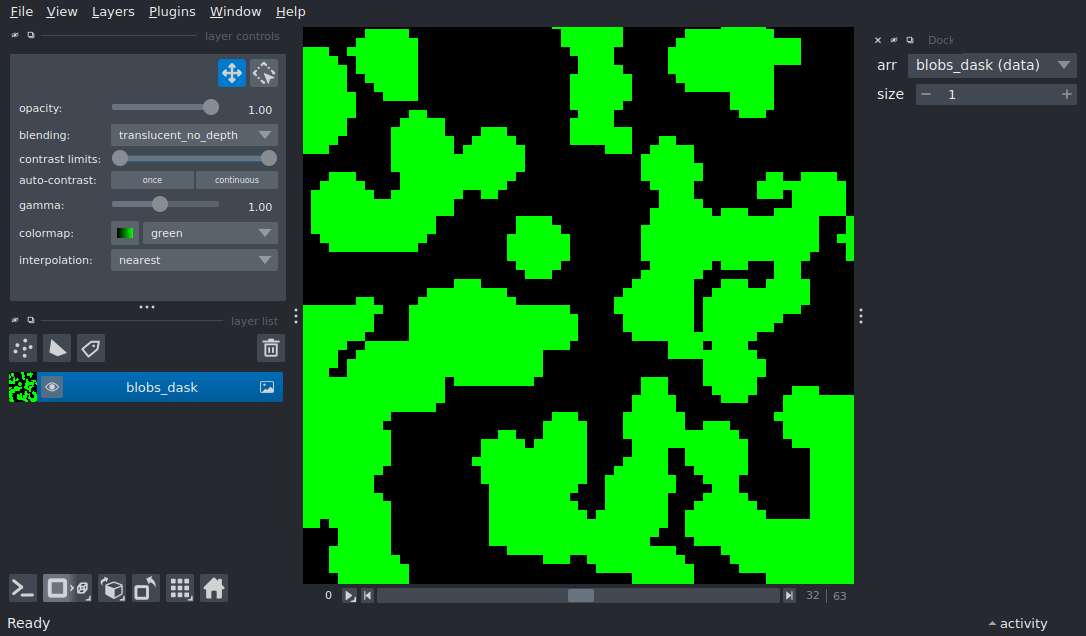 File View Layers Plugins Window Help
layer controls
opacity: 1.00
blending: translucent_no_depth
contrast limits:
auto-contrast: once continuous
gamma: 1.00
colormap: green
interpolation: nearest
layer list
blobs_dask
Dock
arr blobs_dask (data)
size 1
0 32 63
Ready
activity